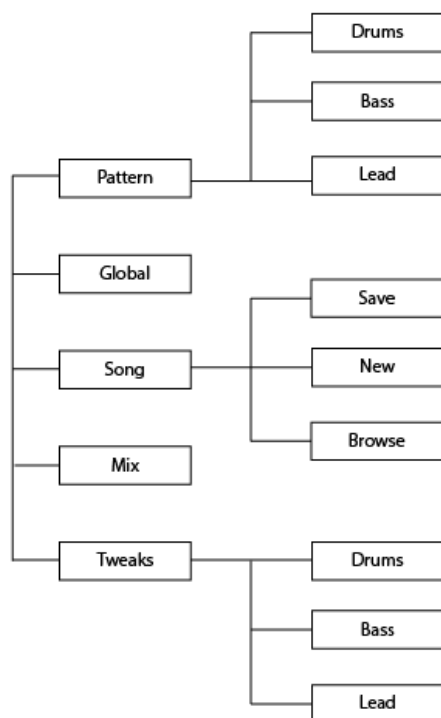 Pattern
Drums
Bass
Lead
Global
Song
Save
New
Browse
Mix
Tweaks
Drums
Bass
Lead